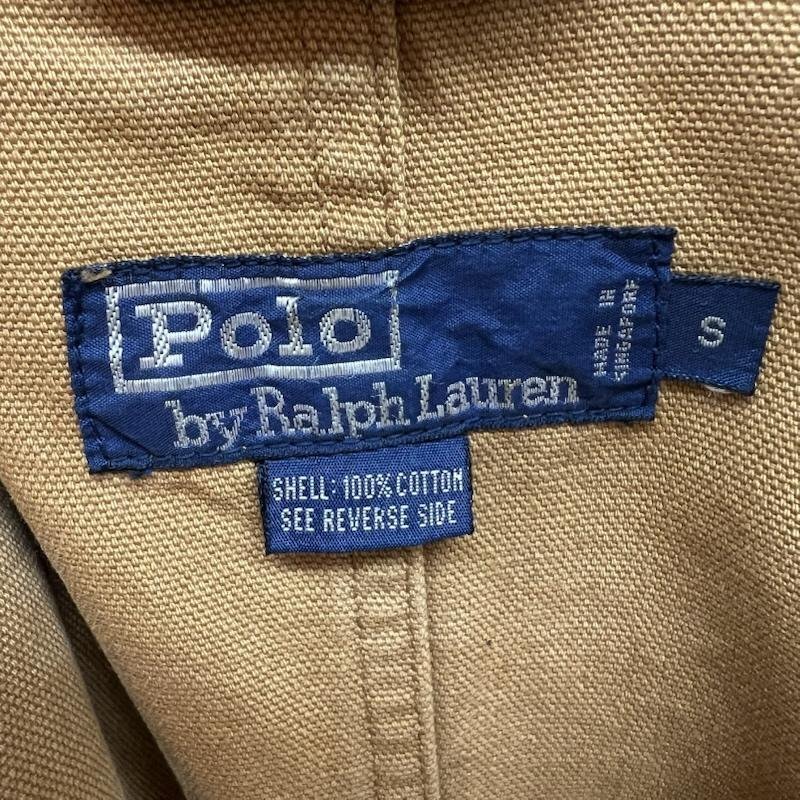 Polo
by Ralph Lauren
MADE IN
SINGAPORE
S
SHELL: 100% COTTON
SEE REVERSE SIDE